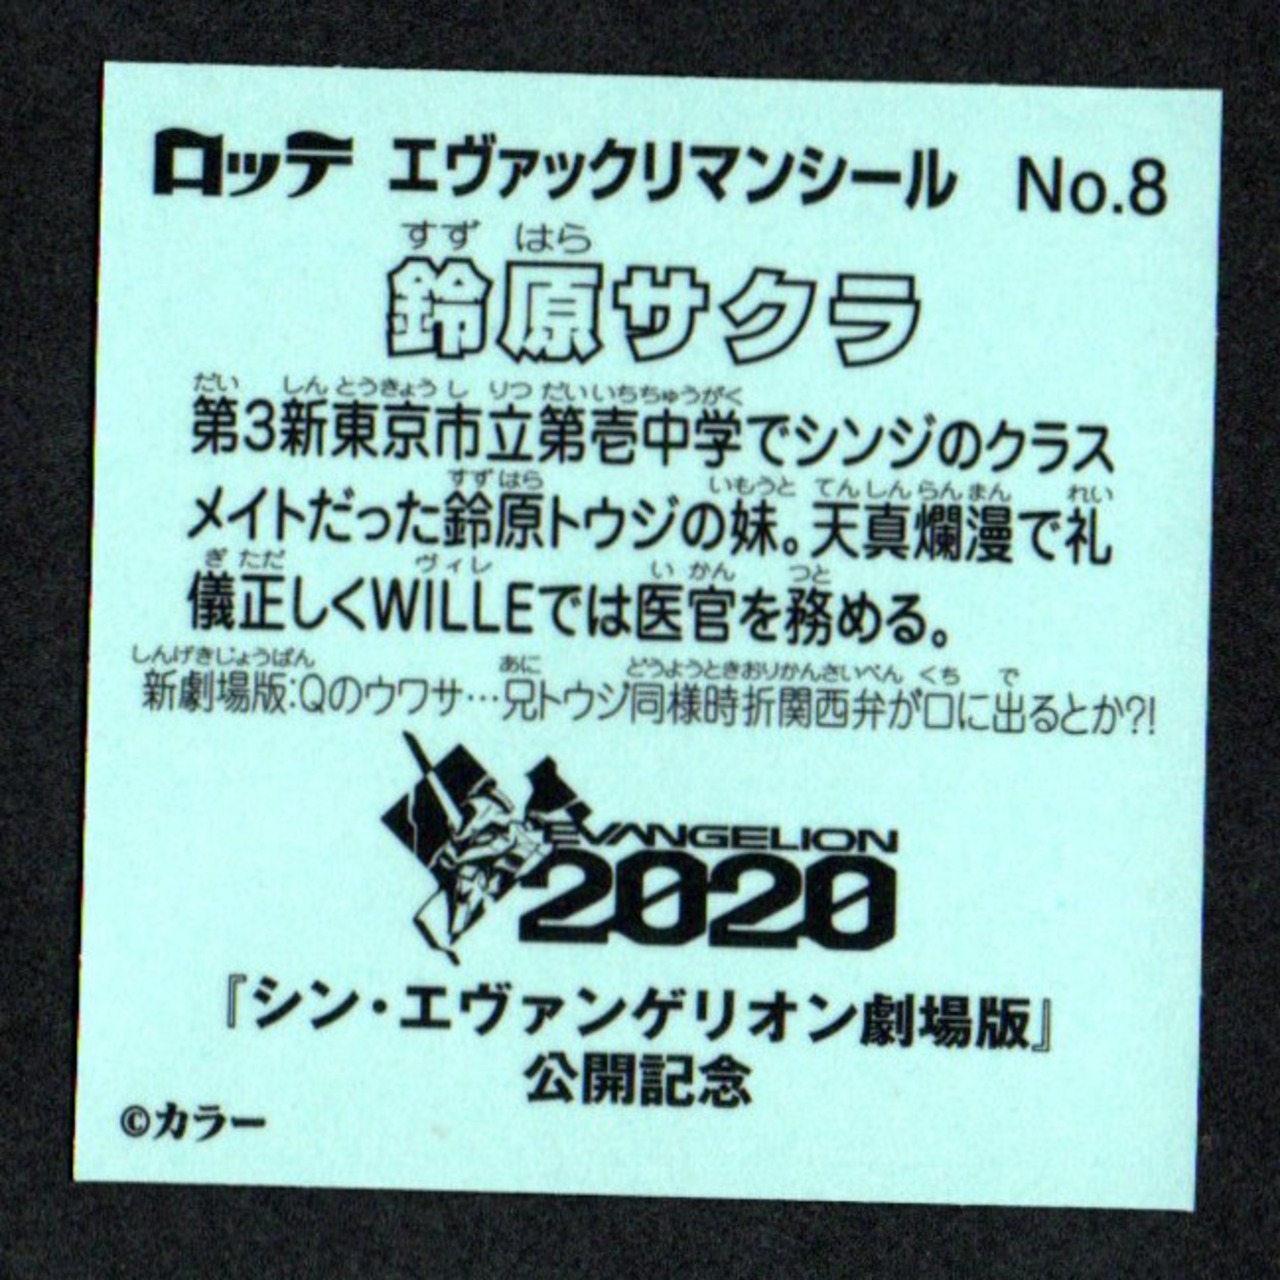 ロッテ エヴァックリマンシール No.8
すず はら
鈴原サクラ
だい しん とうきょう し りつ だい いち ちゅうがく
第3新東京市立第壱中学でシンジのクラス
すず はら いもうと てん しん らん まん れい
メイトだった鈴原トウジの妹。天真爛漫で礼
ぎ ただ ヴィレ い かん つと
儀正しくWILLEでは医官を務める。
しんげきじょうばん あに どうようときおりかんさいべん くち で
新劇場版:Qのウワサ…兄トウジ同様時折関西弁が口に出るとか?!
EVANGELION
2020
『シン・エヴァンゲリオン劇場版』
公開記念
©カラー